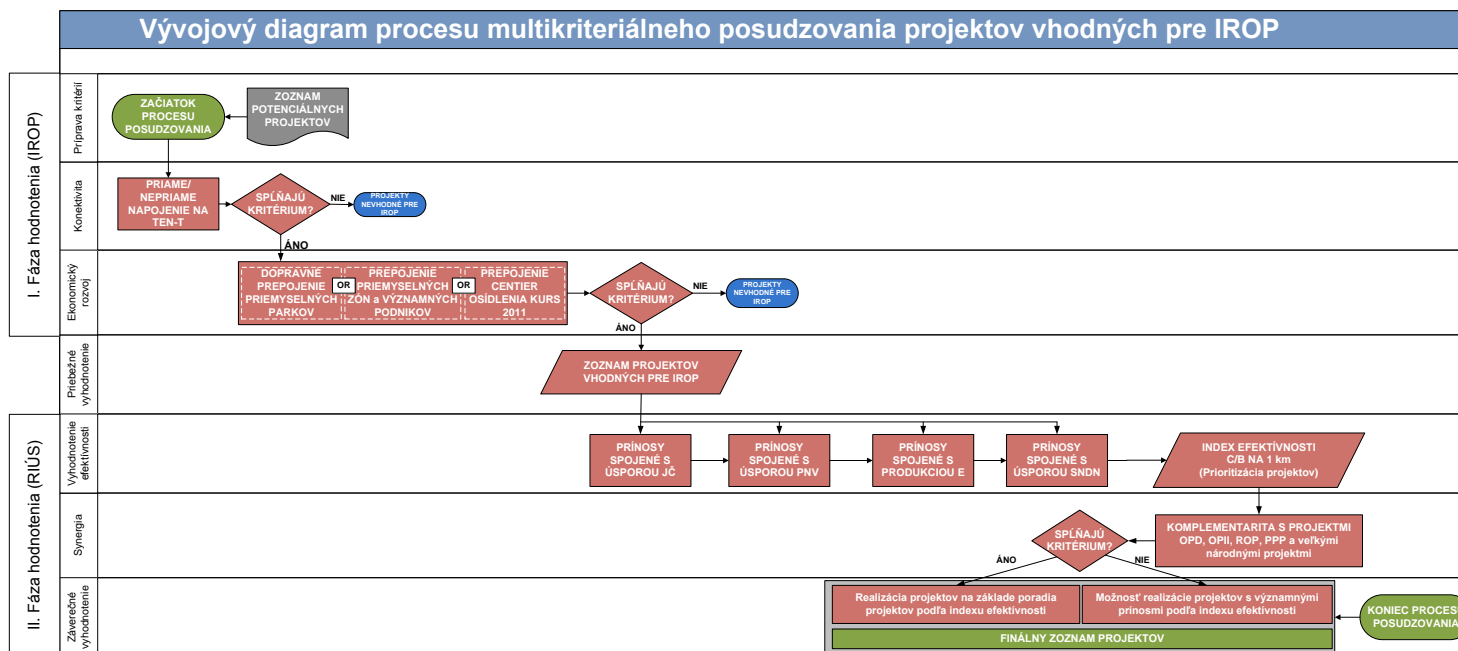 Vývojový diagram procesu multikriteriálneho posudzovania projektov vhodných pre IROP
I. Fáza hodnotenia (IROP)
Príprava kritérií
ZAČIATOK
PROCESU
POSUDZOVANIA
ZOZNAM
POTENCIÁLNYCH
PROJEKTOV
Konektivita
PRIAME/
NEPRIAME
NAPOJENIE NA
TEN-T
SPĹŇAJÚ
KRITÉRIUM?
NIE
PROJEKTY
NEVHODNÉ PRE
IROP
ÁNO
Ekonomický
rozvoj
DOPRAVNÉ
PREPOJENIE
PRIEMYSELNÝCH
PARKOV
OR
PREPOJENIE
PRIEMYSELNÝCH
ZÓN a VÝZNAMNÝCH
PODNIKOV
OR
PREPOJENIE
CENTIER
OSÍDLENIA KURS
2011
SPĹŇAJÚ
KRITÉRIUM?
NIE
PROJEKTY
NEVHODNÉ PRE
IROP
ÁNO
Priebežné
vyhodnotenie
ZOZNAM PROJEKTOV
VHODNÝCH PRE IROP
II. Fáza hodnotenia (RIÚS)
Vyhodnotenie
efektívnosti
PRÍNOSY
SPOJENÉ S
ÚSPOROU JČ
PRÍNOSY
SPOJENÉ S
ÚSPOROU PNV
PRÍNOSY
SPOJENÉ S
PRODUKCIOU E
PRÍNOSY
SPOJENÉ S
ÚSPOROU SNDN
INDEX EFEKTÍVNOSTI
C/B NA 1 km
(Prioritizácia projektov)
Synergia
SPĹŇAJÚ
KRITÉRIUM?
KOMPLEMENTARITA S PROJEKTMI
OPD, OPII, ROP, PPP a veľkými
národnými projektmi
ÁNO
NIE
Záverečné
vyhodnotenie
Realizácia projektov na základe poradia
projektov podľa indexu efektívnosti
Možnosť realizácie projektov s významnými
prínosmi podľa indexu efektívnosti
FINÁLNY ZOZNAM PROJEKTOV
KONIEC PROCESU
POSUDZOVANIA